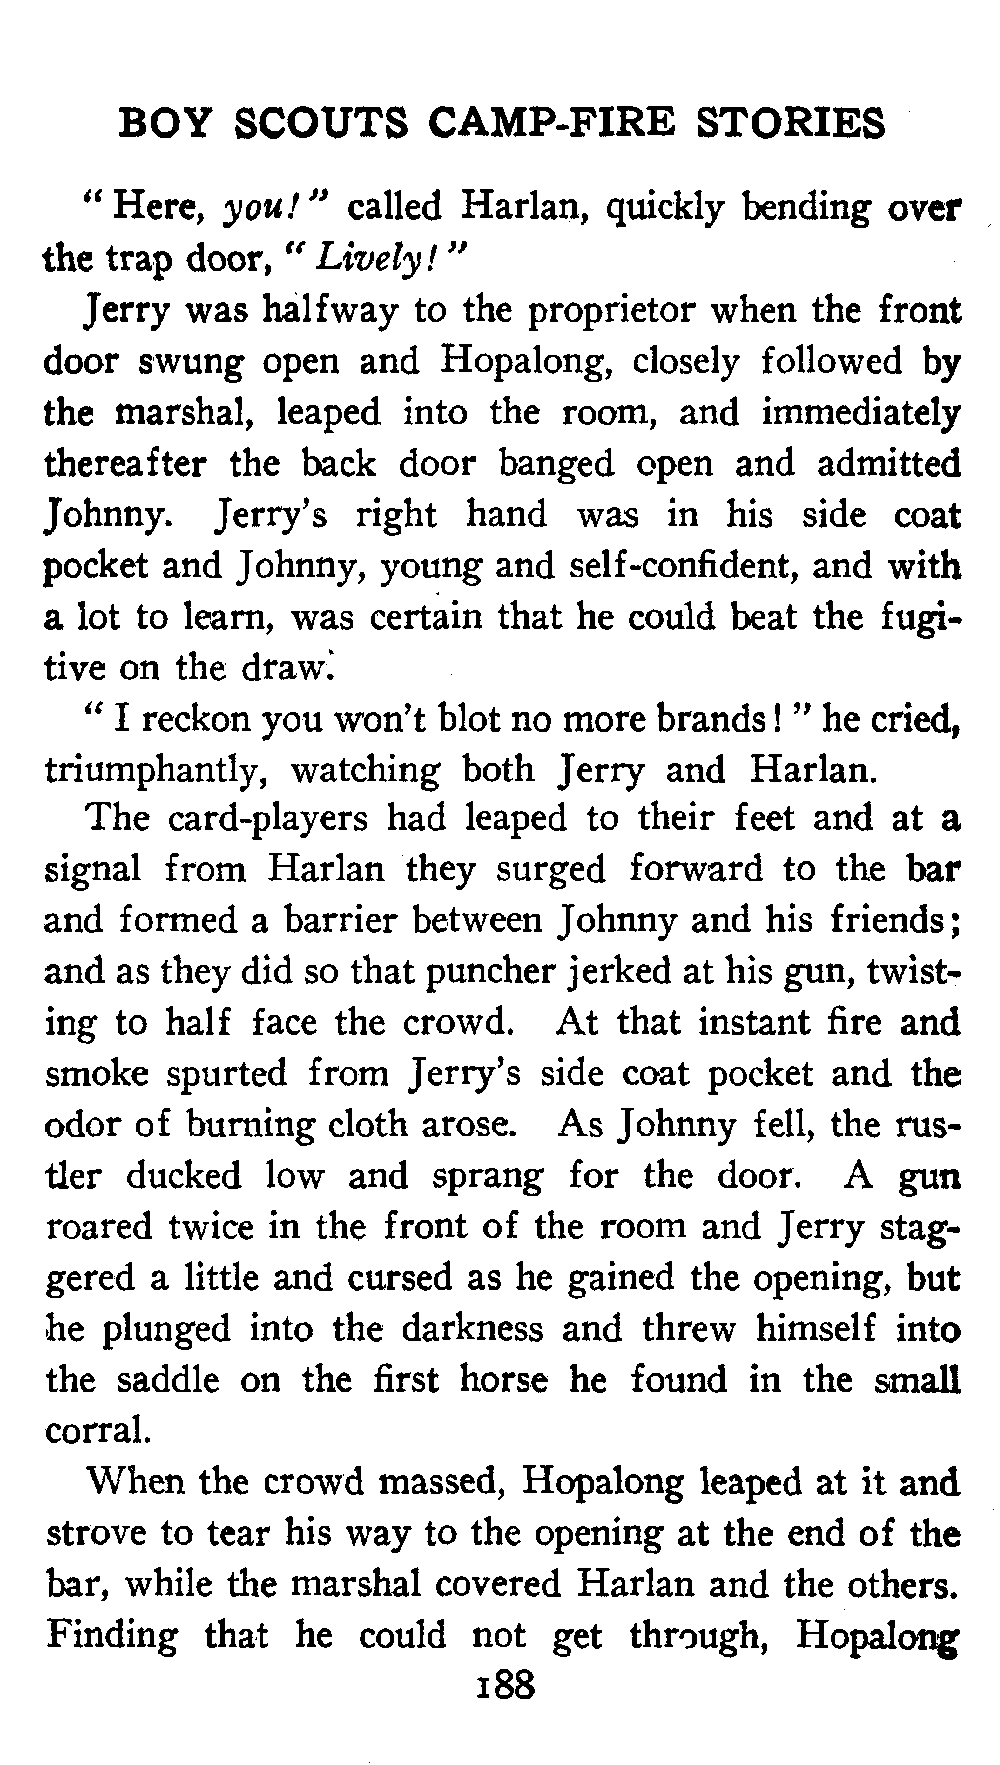 BOY SCOUTS CAMP-FIRE STORIES
" Here, you! " called Harlan, quickly bending over
the trap door, " Lively! "
Jerry was halfway to the proprietor when the front
door swung open and Hopalong, closely followed by
the marshal, leaped into the room, and immediately
thereafter the back door banged open and admitted
Johnny. Jerry's right hand was in his side coat
pocket and Johnny, young and self-confident, and with
a lot to learn, was certain that he could beat the fugi-
tive on the draw.
" I reckon you won't blot no more brands! " he cried,
triumphantly, watching both Jerry and Harlan.
The card-players had leaped to their feet and at a
signal from Harlan they surged forward to the bar
and formed a barrier between Johnny and his friends;
and as they did so that puncher jerked at his gun, twist-
ing to half face the crowd. At that instant fire and
smoke spurted from Jerry's side coat pocket and the
odor of burning cloth arose. As Johnny fell, the rus-
tler ducked low and sprang for the door. A gun
roared twice in the front of the room and Jerry stag-
gered a little and cursed as he gained the opening, but
he plunged into the darkness and threw himself into
the saddle on the first horse he found in the small
corral.
When the crowd massed, Hopalong leaped at it and
strove to tear his way to the opening at the end of the
bar, while the marshal covered Harlan and the others.
Finding that he could not get through, Hopalong
188